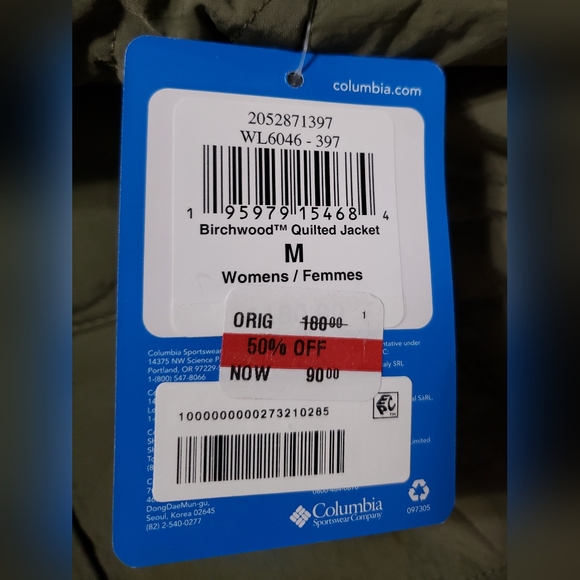 columbia.com
2052871397
WL6046 - 397
1 95979 15468 4
Birchwood™ Quilted Jacket
M
Womens / Femmes
ORIG 180 00 1
50% OFF
NOW 90 00
Columbia Sportswear
14375 NW Science
Portland, OR 97229-
1-(800) 547-8066
1000000000273210285
EPC
DongDaeMun-gu,
Seoul, Korea 02645
(82) 2-540-0277
Columbia
Sportswear Company
097305